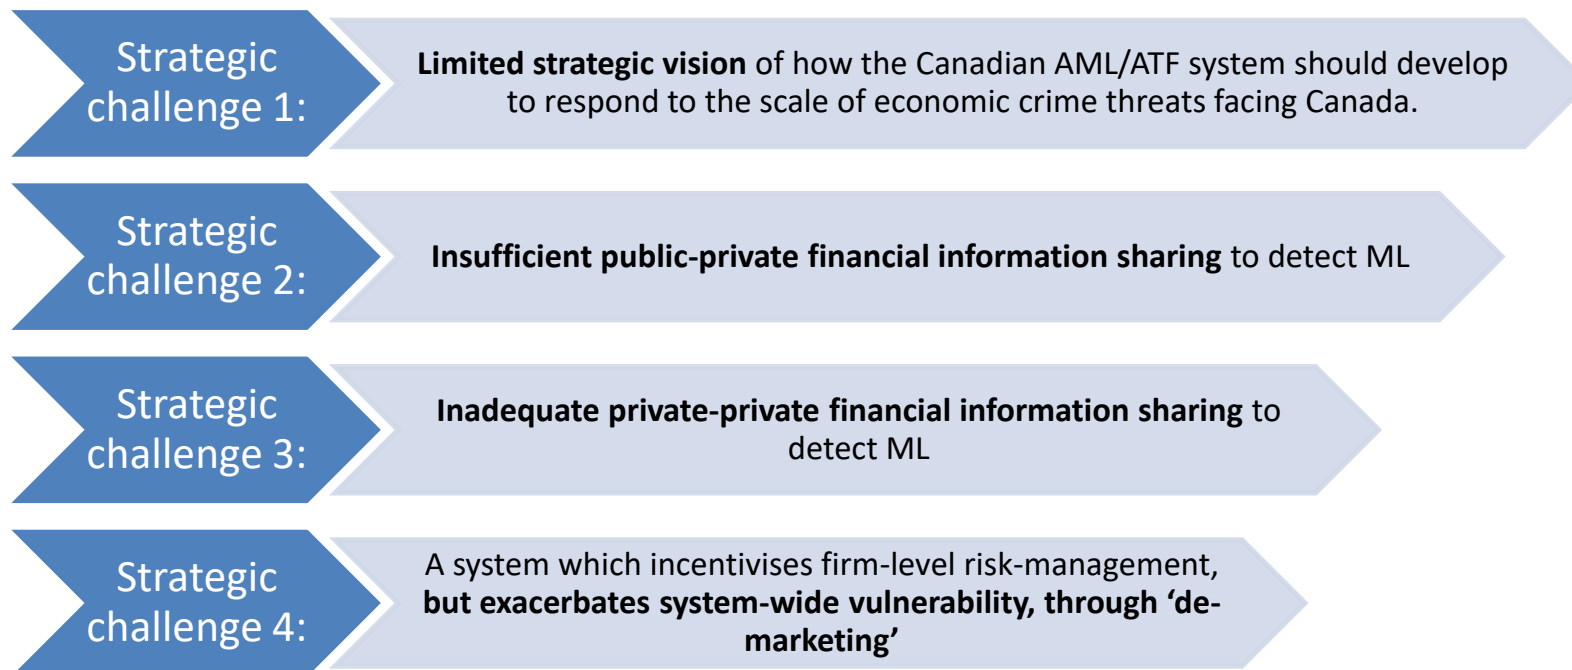 Strategic
challenge 1:
Limited strategic vision of how the Canadian AML/ATF system should develop
to respond to the scale of economic crime threats facing Canada.
Strategic
challenge 2:
Insufficient public-private financial information sharing to detect ML
Strategic
challenge 3:
Inadequate private-private financial information sharing to
detect ML
Strategic
challenge 4:
A system which incentivises firm-level risk-management,
but exacerbates system-wide vulnerability, through ‘de-
marketing’